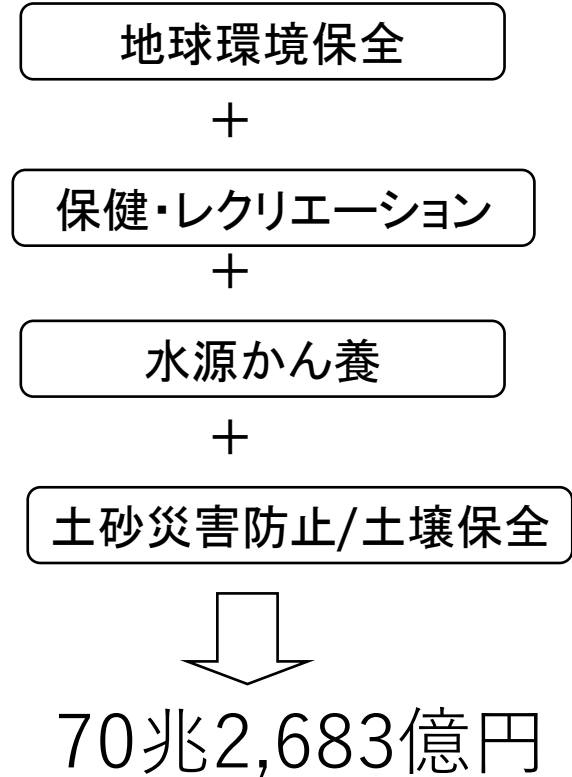 地球環境保全
＋
保健・レクリエーション
＋
水源かん養
＋
土砂災害防止/土壌保全
70兆2,683億円